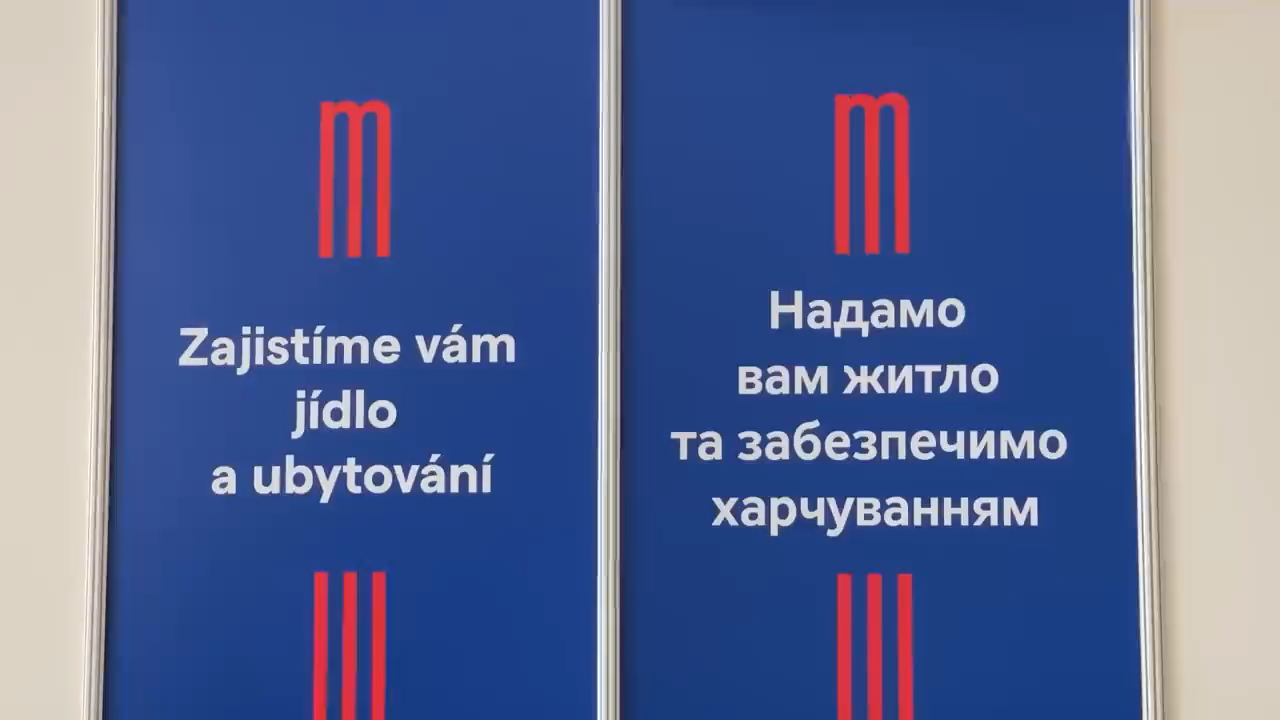 Zajistíme vám
jídlo
a ubytování
Надамо
вам житло
та забезпечимо
харчуванням